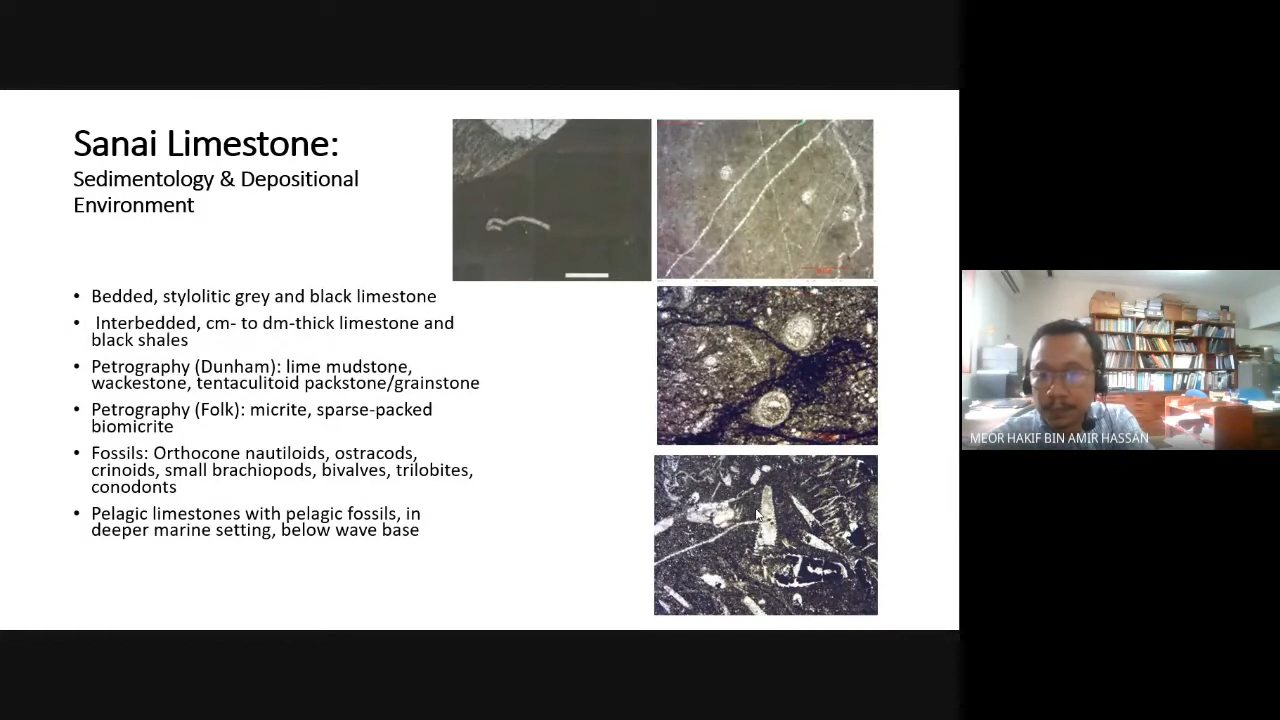 Sanai Limestone:
Sedimentology & Depositional
Environment
• Bedded, stylolitic grey and black limestone
• Interbedded, cm- to dm-thick limestone and
black shales
• Petrography (Dunham): lime mudstone,
wackestone, tentaculitoid packstone/grainstone
• Petrography (Folk): micrite, sparse-packed
biomicrite
• Fossils: Orthocone nautiloids, ostracods,
crinoids, small brachiopods, bivalves, trilobites,
conodonts
• Pelagic limestones with pelagic fossils, in
deeper marine setting, below wave base
MEOR HAKIF BIN AMIR HASSAN